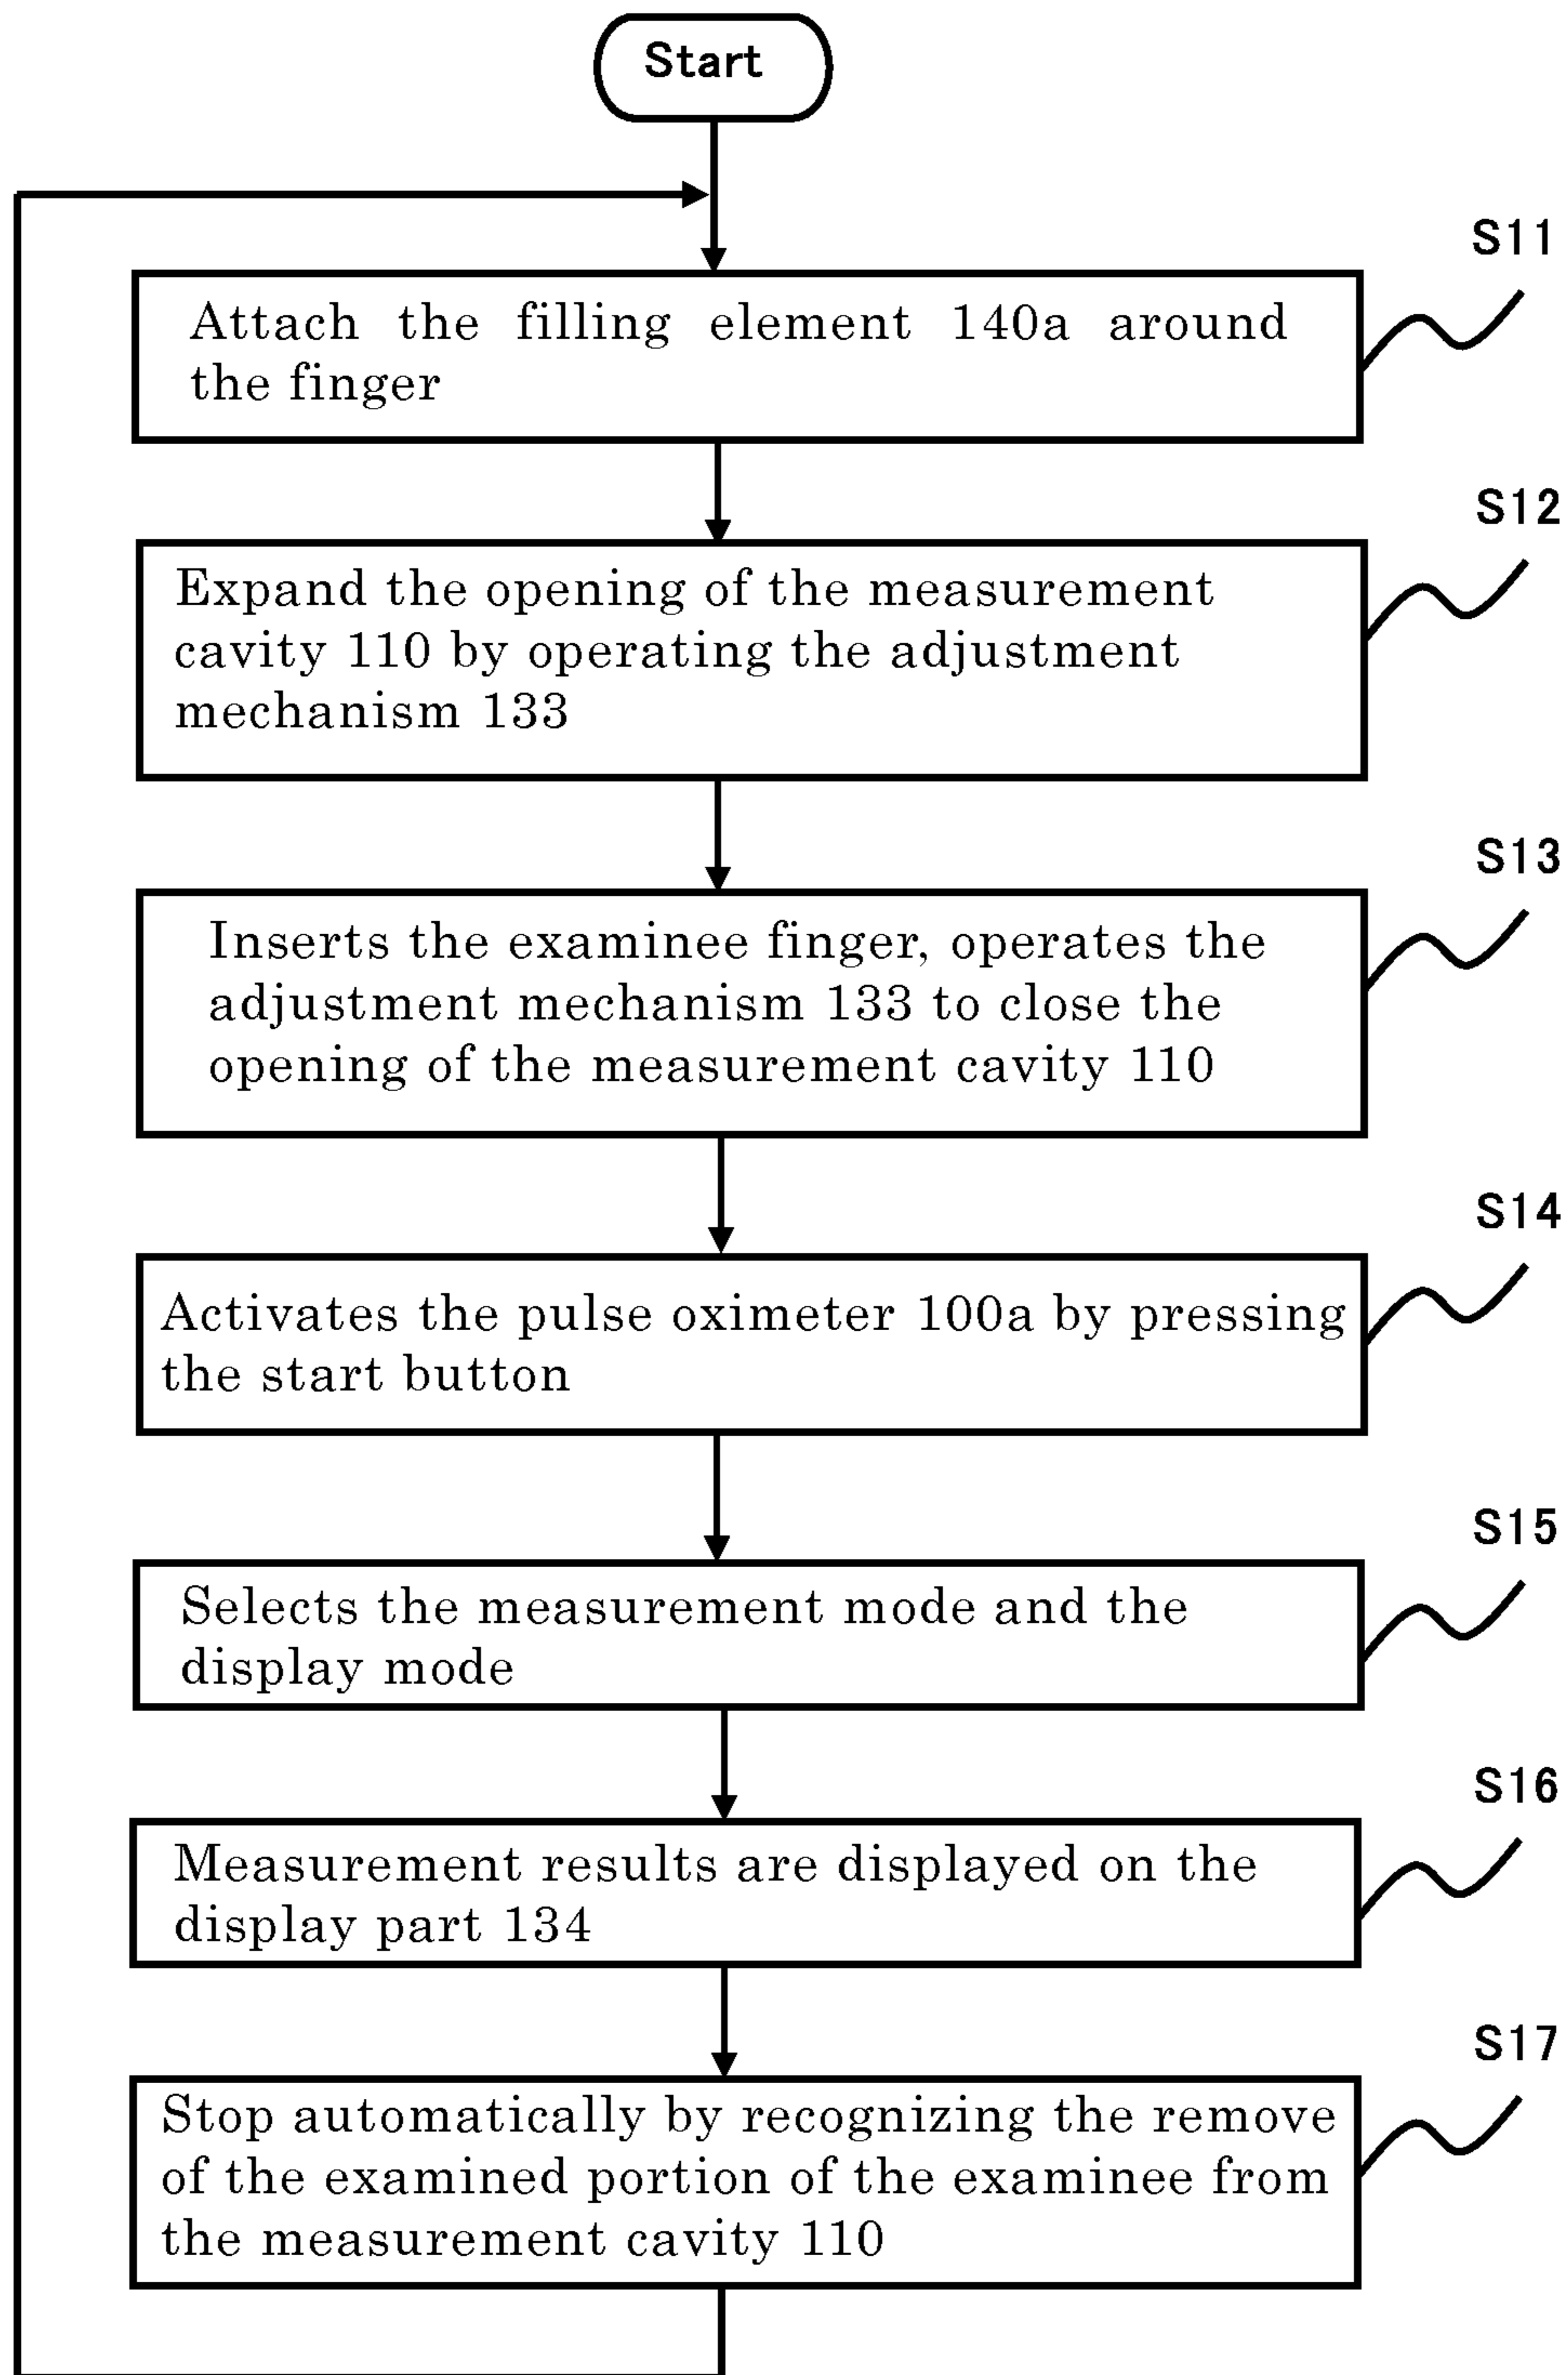 Start
S11
Attach the filling element 140a around
the finger
S12
Expand the opening of the measurement
cavity 110 by operating the adjustment
mechanism 133
S13
Inserts the examinee finger, operates the
adjustment mechanism 133 to close the
opening of the measurement cavity 110
S14
Activates the pulse oximeter 100a by pressing
the start button
S15
Selects the measurement mode and the
display mode
S16
Measurement results are displayed on the
display part 134
S17
Stop automatically by recognizing the remove
of the examined portion of the examinee from
the measurement cavity 110